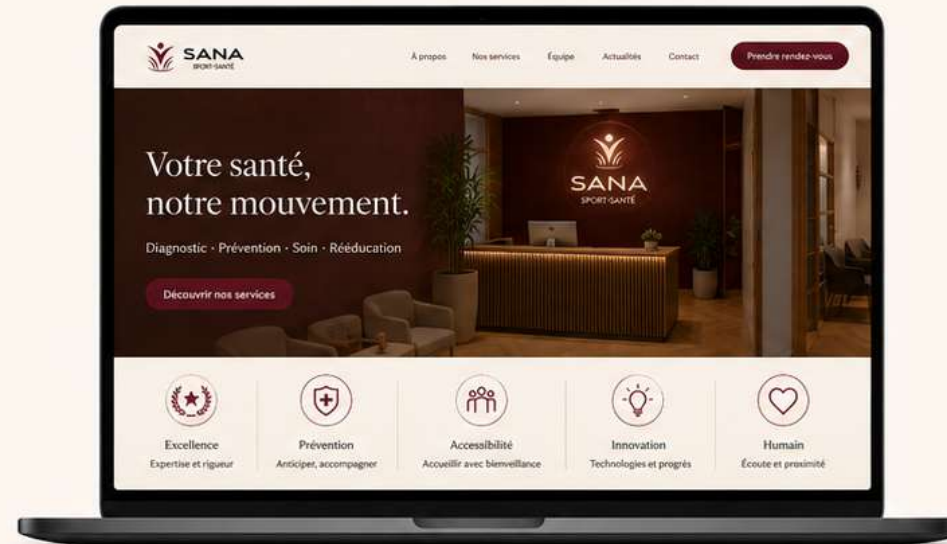 SANA
SPORT-SANTÉ
À propos
Nos services
Équipe
Actualités
Contact
Prendre rendez-vous
Votre santé,
notre mouvement.
Diagnostic · Prévention · Soin · Rééducation
Découvrir nos services
SANA
SPORT-SANTÉ
Excellence
Expertise et rigueur
Prévention
Anticiper, accompagner
Accessibilité
Accueillir avec bienveillance
Innovation
Technologies et progrès
Humain
Écoute et proximité